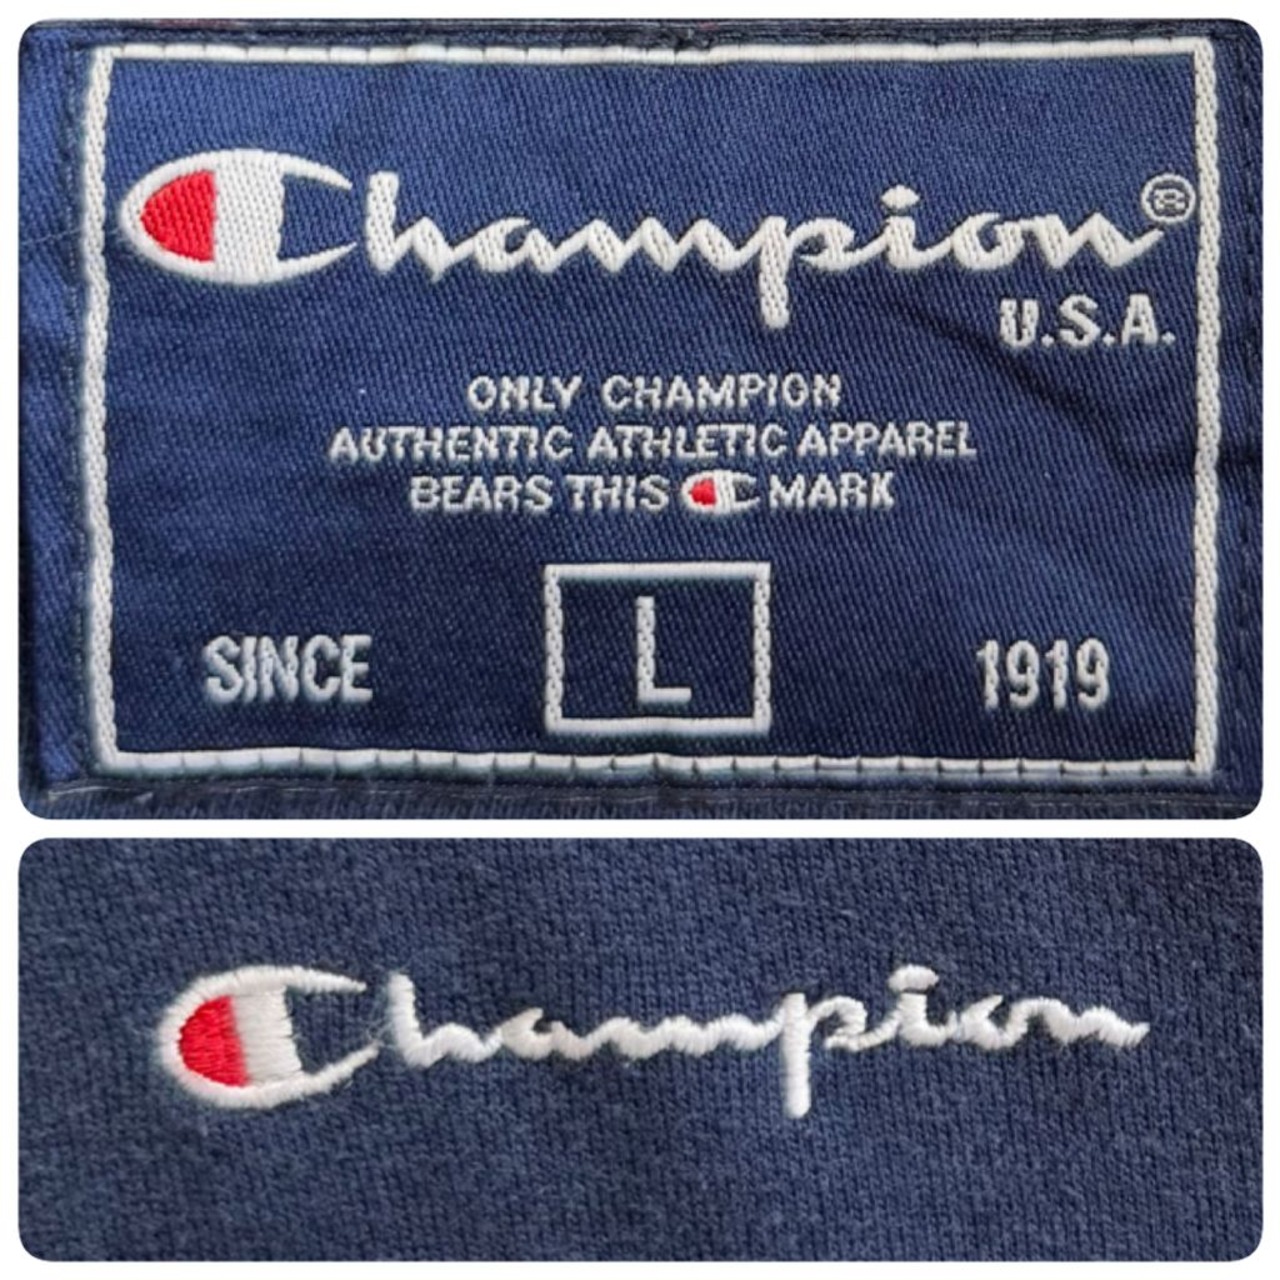 Champion®
U.S.A.
ONLY CHAMPION
AUTHENTIC ATHLETIC APPAREL
BEARS THIS C MARK
SINCE L 1919
Champion